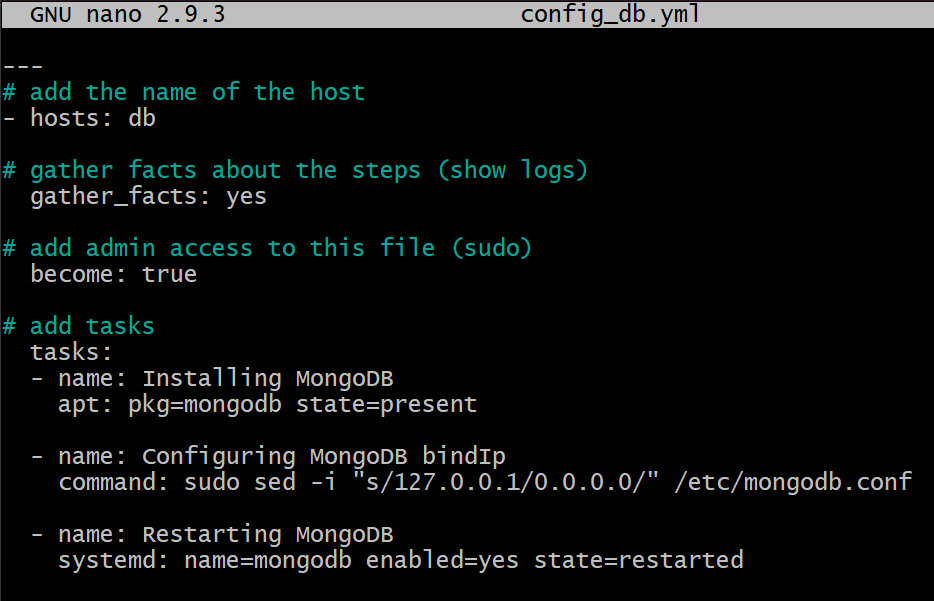 GNU nano 2.9.3 config_db.yml
---
# add the name of the host
- hosts: db
# gather facts about the steps (show logs)
gather_facts: yes
# add admin access to this file (sudo)
become: true
# add tasks
tasks:
- name: Installing MongoDB
apt: pkg=mongodb state=present
- name: Configuring MongoDB bindIp
command: sudo sed -i "s/127.0.0.1/0.0.0.0/" /etc/mongodb.conf
- name: Restarting MongoDB
systemd: name=mongodb enabled=yes state=restarted